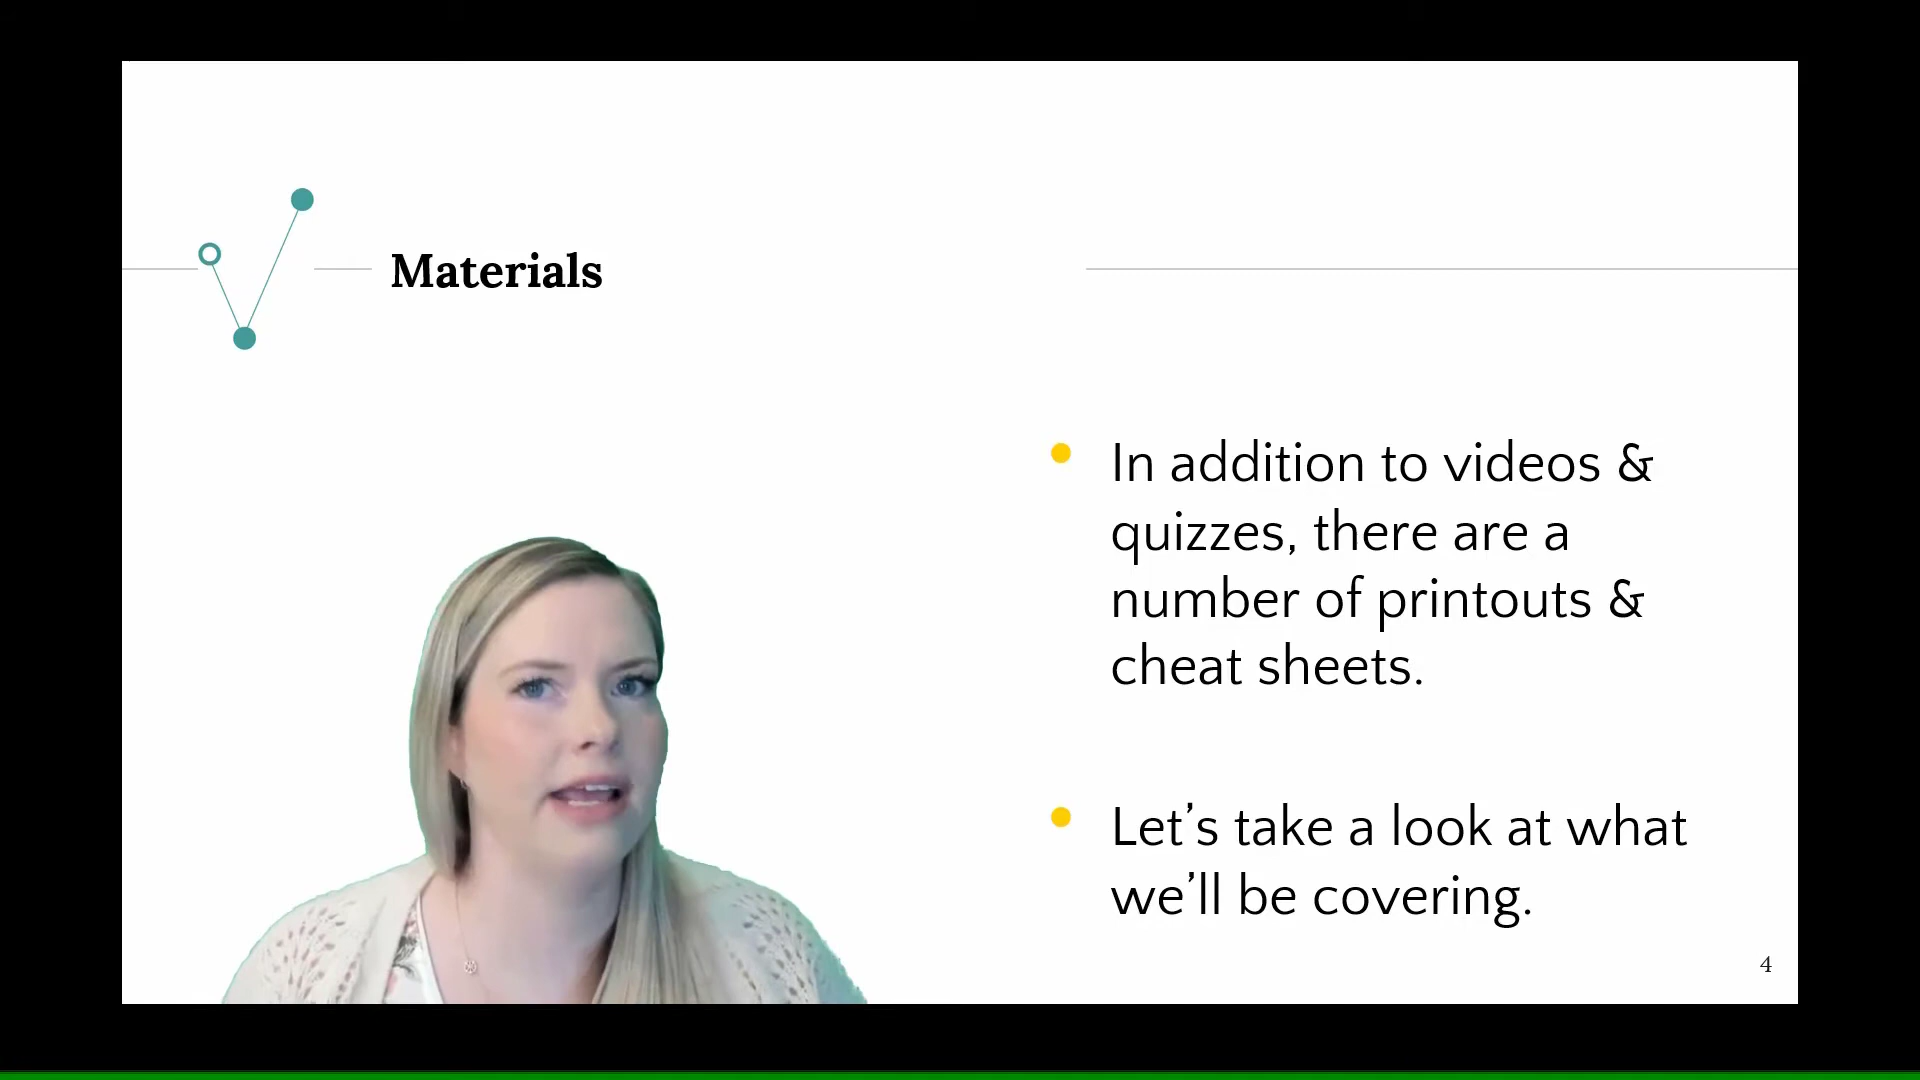 Materials
In addition to videos &
quizzes, there are a
number of printouts &
cheat sheets.
Let’s take a look at what
we’ll be covering.
4